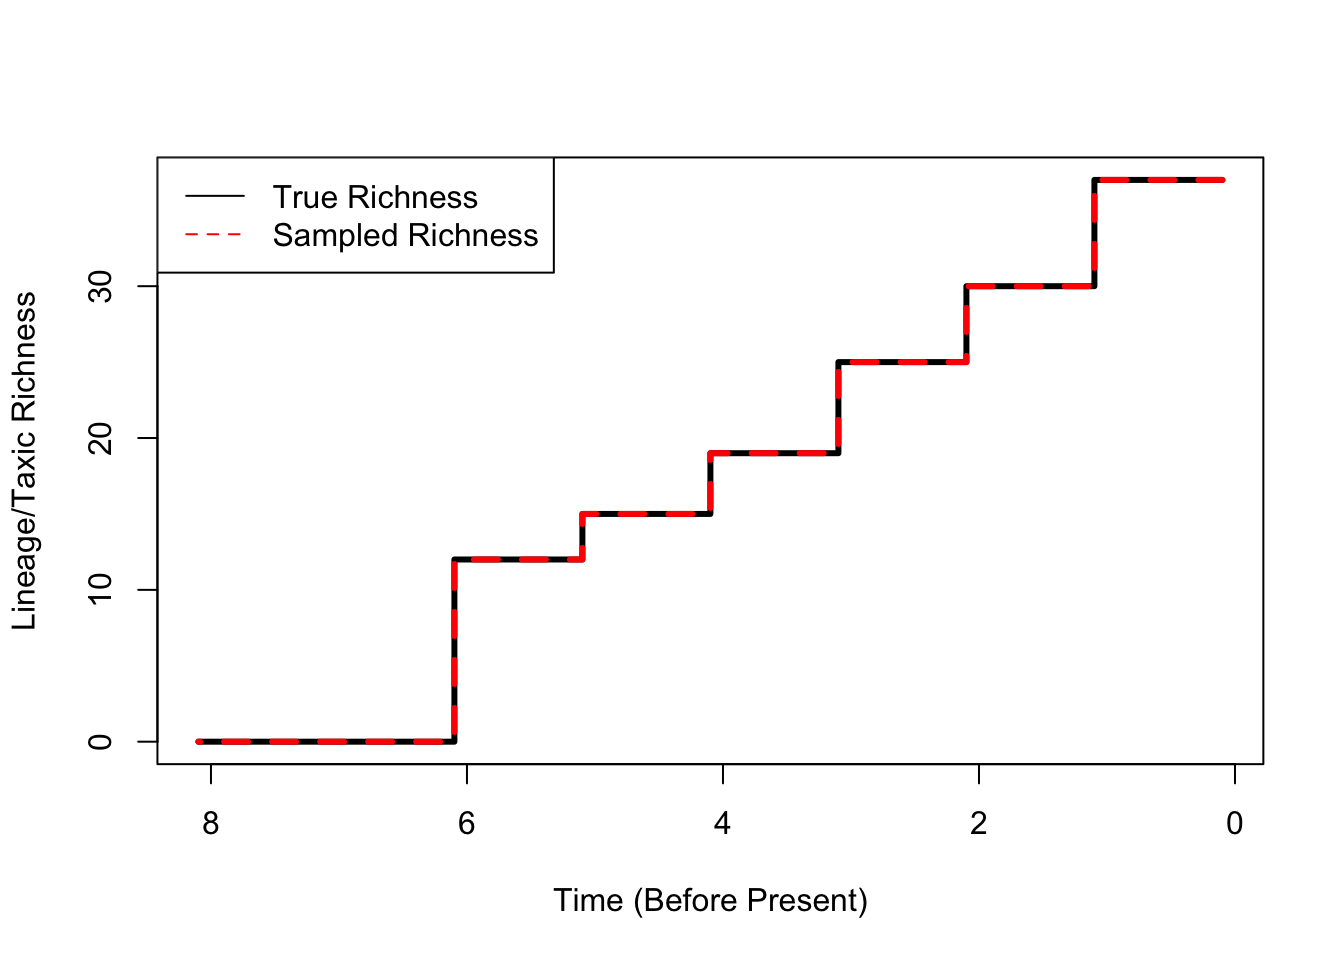 True Richness
Sampled Richness
Lineage/Taxic Richness
30
20
10
0
8 6 4 2 0
Time (Before Present)